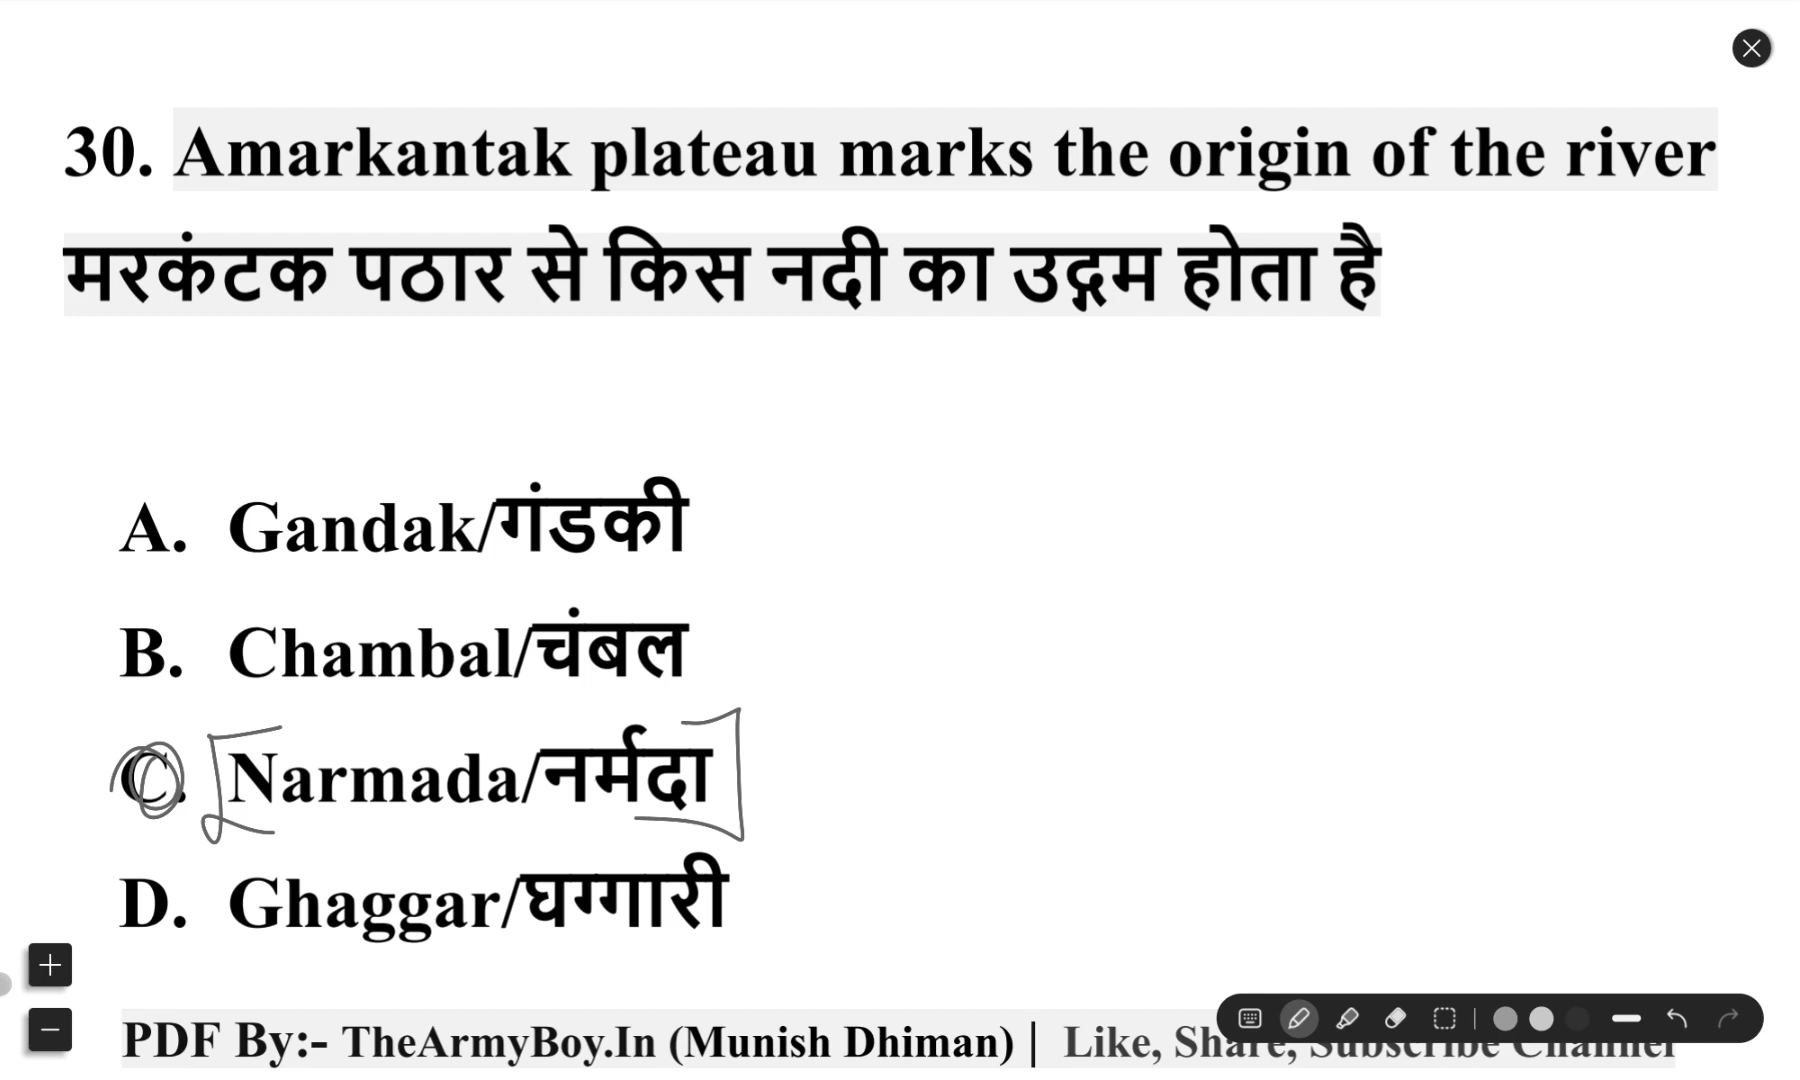 30. Amarkantak plateau marks the origin of the river
मरकंटक पठार से किस नदी का उद्गम होता है
A. Gandak/गंडकी
B. Chambal/चंबल
C. Narmada/नर्मदा
D. Ghaggar/घग्गारी
PDF By:- TheArmyBoy.In (Munish Dhiman) | Like, Share, Subscribe Channel